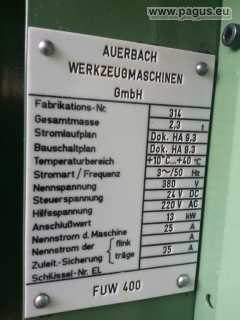 www.pagus.eu
AUERBACH
WERKZEUGMASCHINEN
GmbH
Fabrikations-Nr. 314
Gesamtmasse 2,3 t
Stromlaufplan Dok. HA 9,3
Bauschaltplan Dok. HA 9,3
Temperaturbereich +10°C...+40 °C
Stromart / Frequenz 3~/50 Hz
Nennspannung 380 V
Steuerspannung 24 V DC
Hilfsspannung 220 V AC
Anschlußwert 13 kW
Nennstrom d. Maschine 25 A
Nennstrom der flink
Zuleit.-Sicherung träge 35 A
Schlüssel-Nr. EL
FUW 400